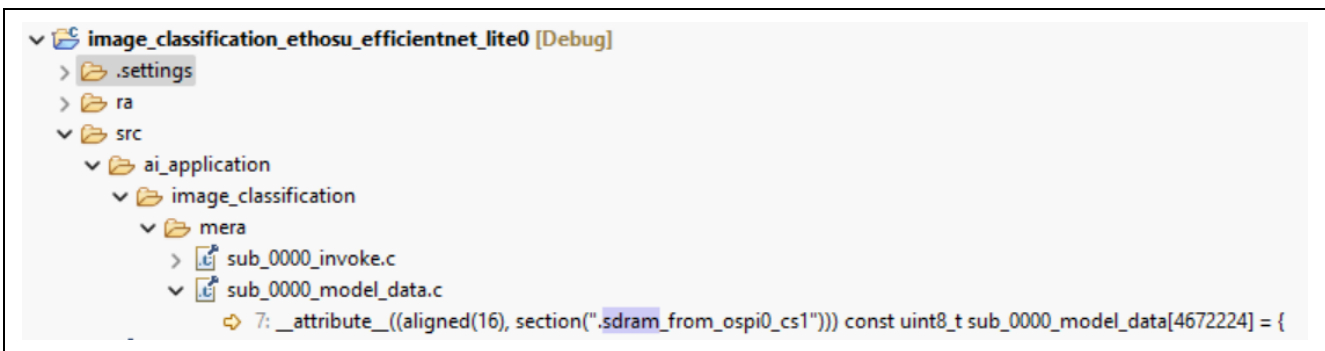 image_classification_ethosu_efficientnet_lite0 [Debug]
.settings
ra
src
ai_application
image_classification
mera
sub_0000_invoke.c
sub_0000_model_data.c
7: __attribute__((aligned(16), section(".sdram_from_ospi0_cs1"))) const uint8_t sub_0000_model_data[4672224] = {